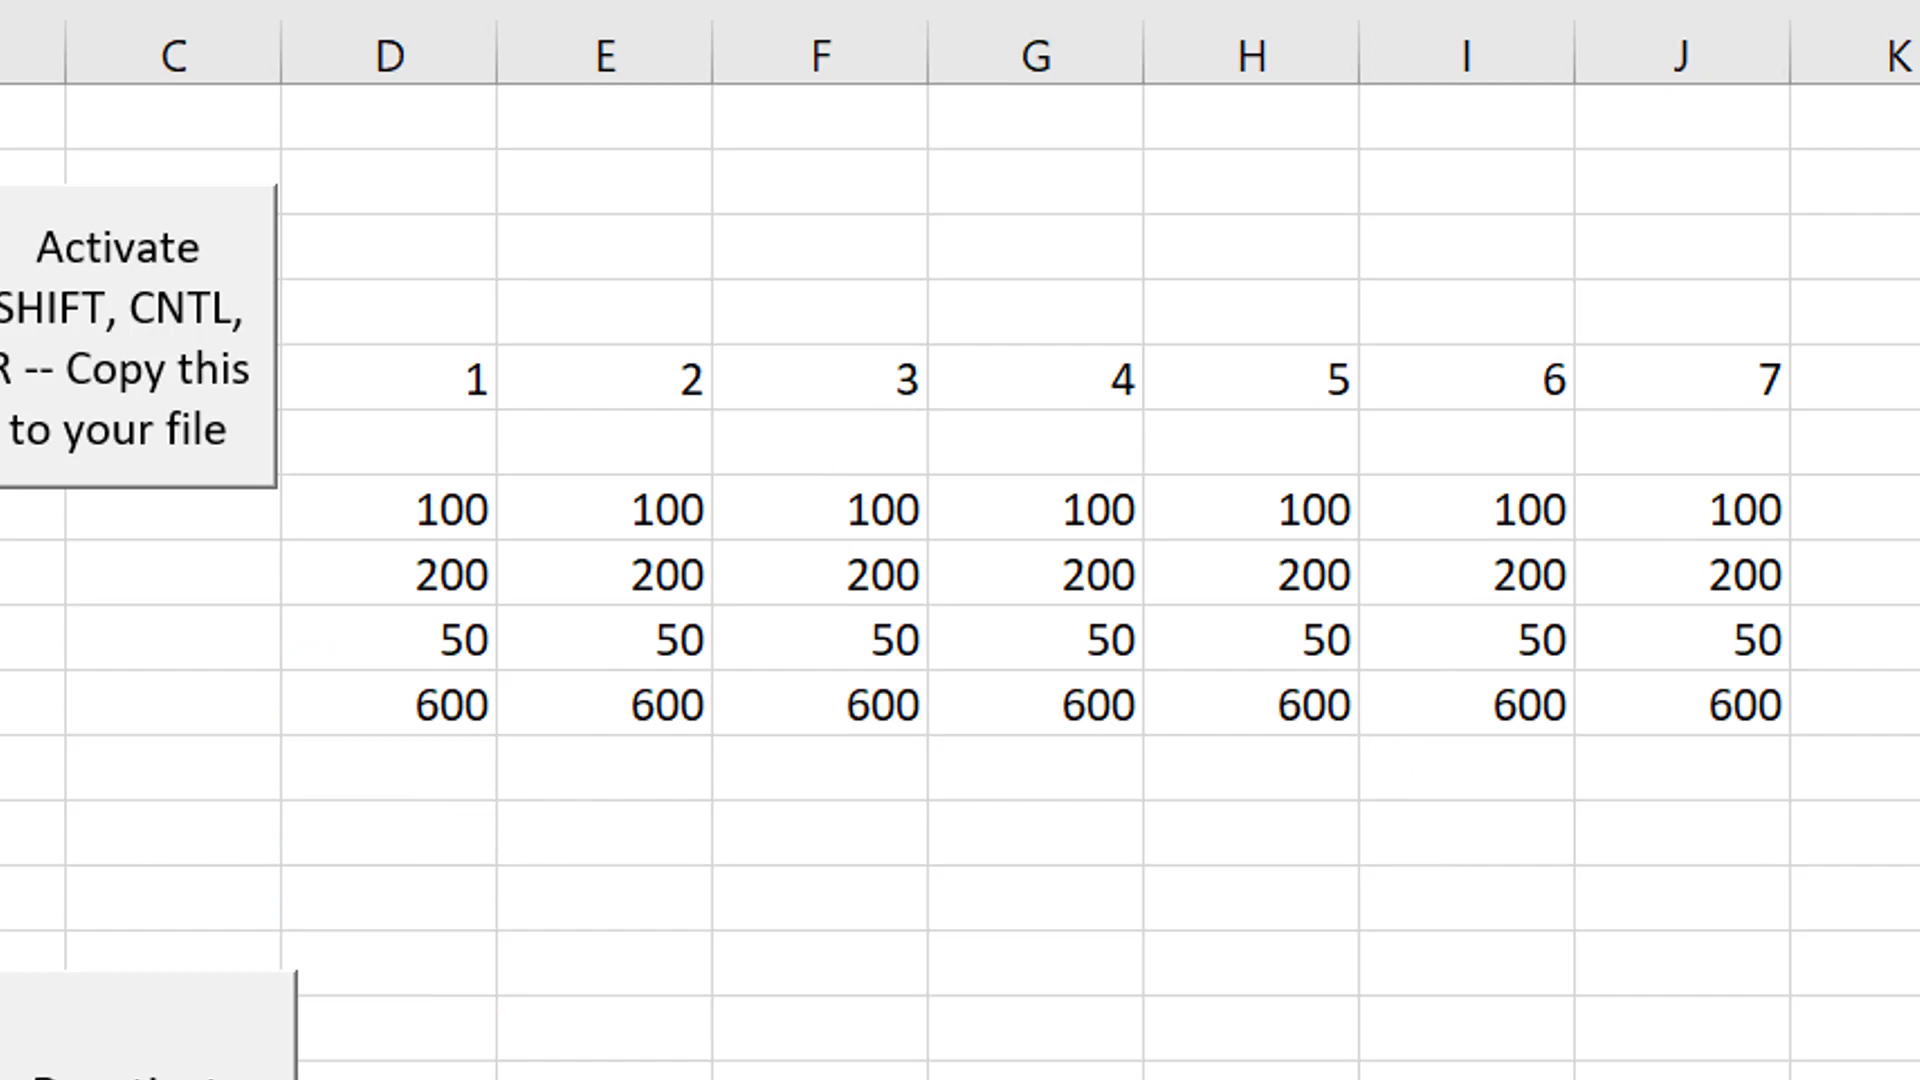 C D E F G H I J K
Activate
SHIFT, CNTL,
R -- Copy this
to your file
1 2 3 4 5 6 7
100 100 100 100 100 100 100
200 200 200 200 200 200 200
50 50 50 50 50 50 50
600 600 600 600 600 600 600